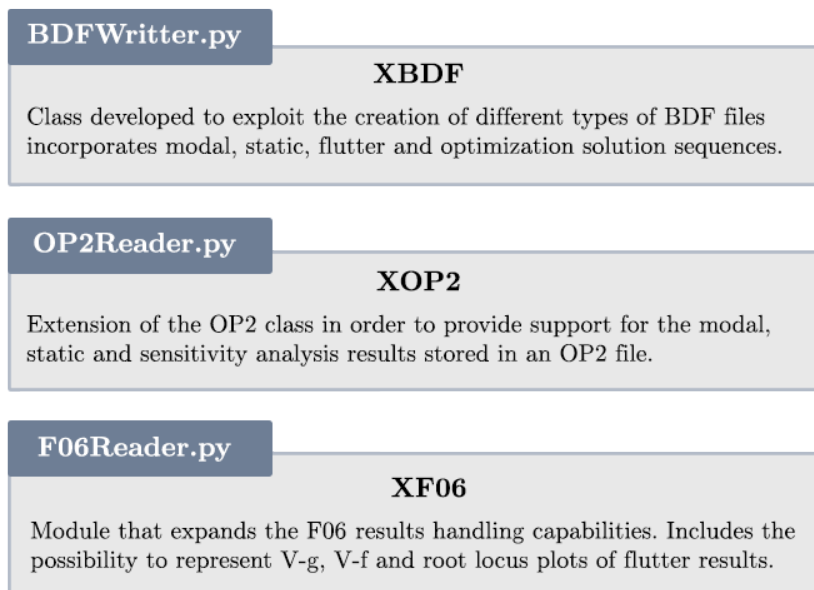 BDFWritter.py
XBDF
Class developed to exploit the creation of different types of BDF files
incorporates modal, static, flutter and optimization solution sequences.
OP2Reader.py
XOP2
Extension of the OP2 class in order to provide support for the modal,
static and sensitivity analysis results stored in an OP2 file.
F06Reader.py
XF06
Module that expands the F06 results handling capabilities. Includes the
possibility to represent V-g, V-f and root locus plots of flutter results.